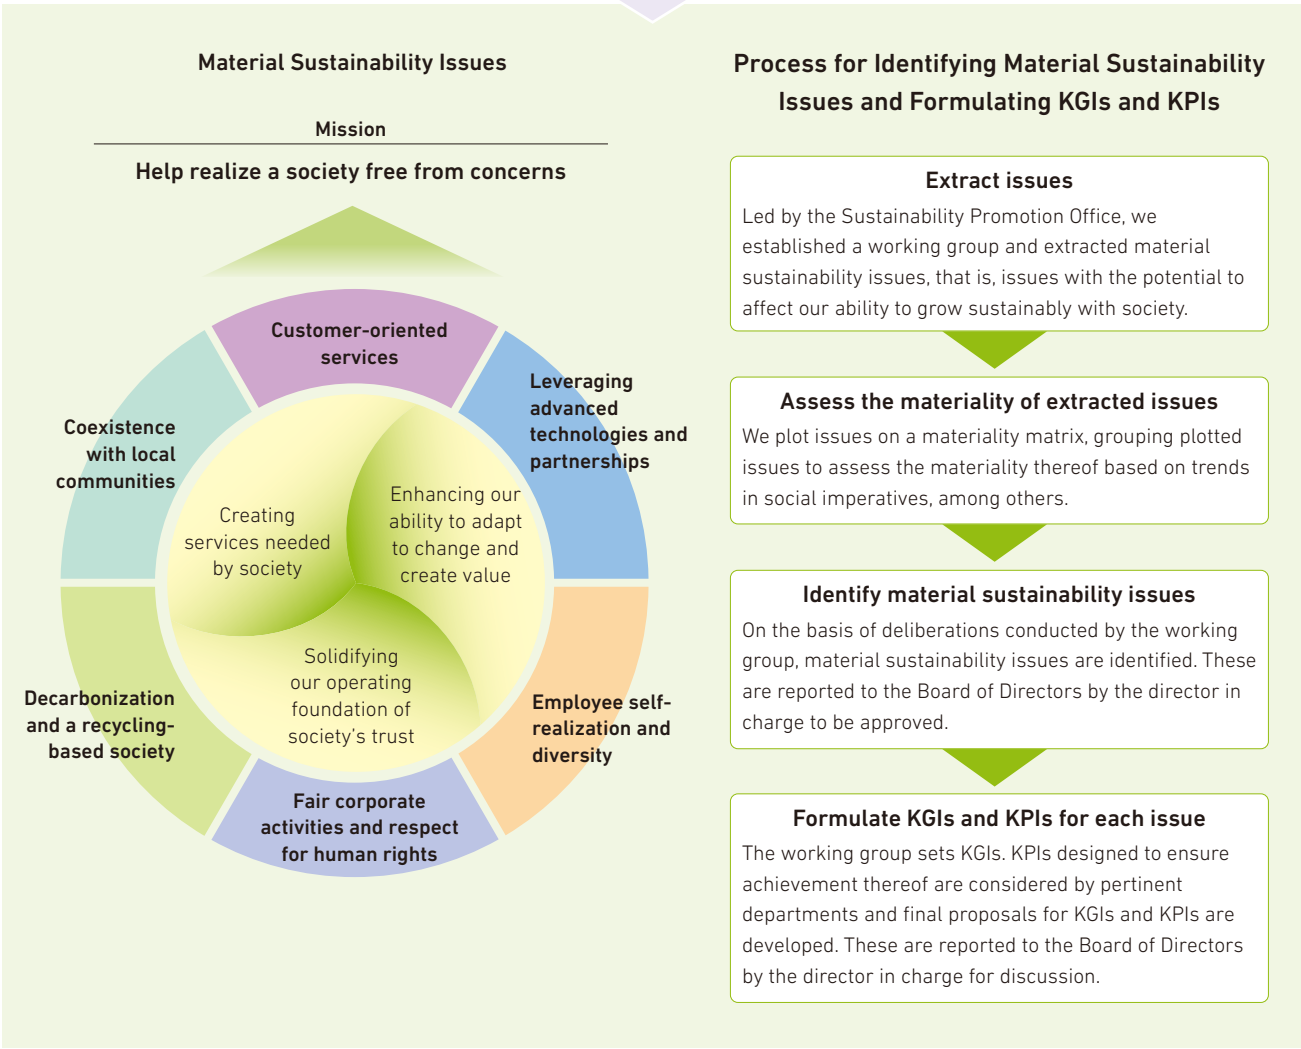 Material Sustainability Issues
Mission
Help realize a society free from concerns
Customer-oriented
services
Leveraging
advanced
technologies and
partnerships
Coexistence
with local
communities
Creating
services needed
by society
Enhancing our
ability to adapt
to change and
create value
Solidifying
our operating
foundation of
society's trust
Decarbonization
and a recycling-
based society
Employee self-
realization and
diversity
Fair corporate
activities and respect
for human rights
Process for Identifying Material Sustainability
Issues and Formulating KGIs and KPIs
Extract issues
Led by the Sustainability Promotion Office, we
established a working group and extracted material
sustainability issues, that is, issues with the potential to
affect our ability to grow sustainably with society.
Assess the materiality of extracted issues
We plot issues on a materiality matrix, grouping plotted
issues to assess the materiality thereof based on trends
in social imperatives, among others.
Identify material sustainability issues
On the basis of deliberations conducted by the working
group, material sustainability issues are identified. These
are reported to the Board of Directors by the director in
charge to be approved.
Formulate KGIs and KPIs for each issue
The working group sets KGIs. KPIs designed to ensure
achievement thereof are considered by pertinent
departments and final proposals for KGIs and KPIs are
developed. These are reported to the Board of Directors
by the director in charge for discussion.